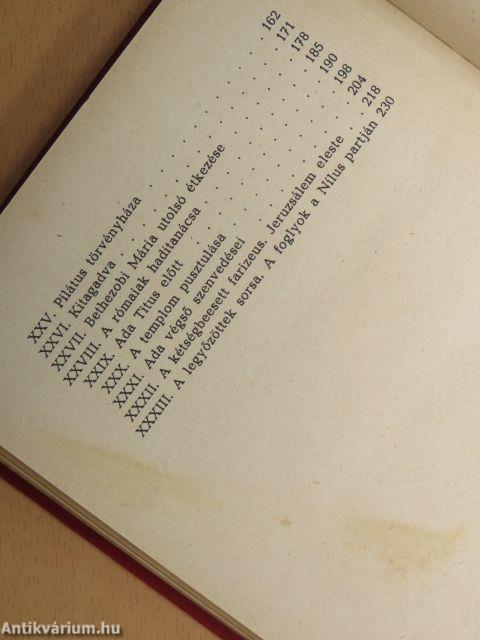 XXV. Pilátus törvényháza . . . . . . . . . 162
XXVI. Kitagadva . . . . . . . . . . . 171
XXVII. Bethezobi Mária utolsó étkezése . . . . . 178
XXVIII. A rómaiak haditanácsa . . . . . . . 185
XXIX. Ada Titus előtt . . . . . . . . . 190
XXX. A templom pusztulása . . . . . . . 198
XXXI. Ada végső szenvedései . . . . . . . 204
XXXII. A kétségbeesett farizeus. Jeruzsálem eleste . . 218
XXXIII. A legyőzöttek sorsa. A foglyok a Nílus partján 230
Antikvárium.hu